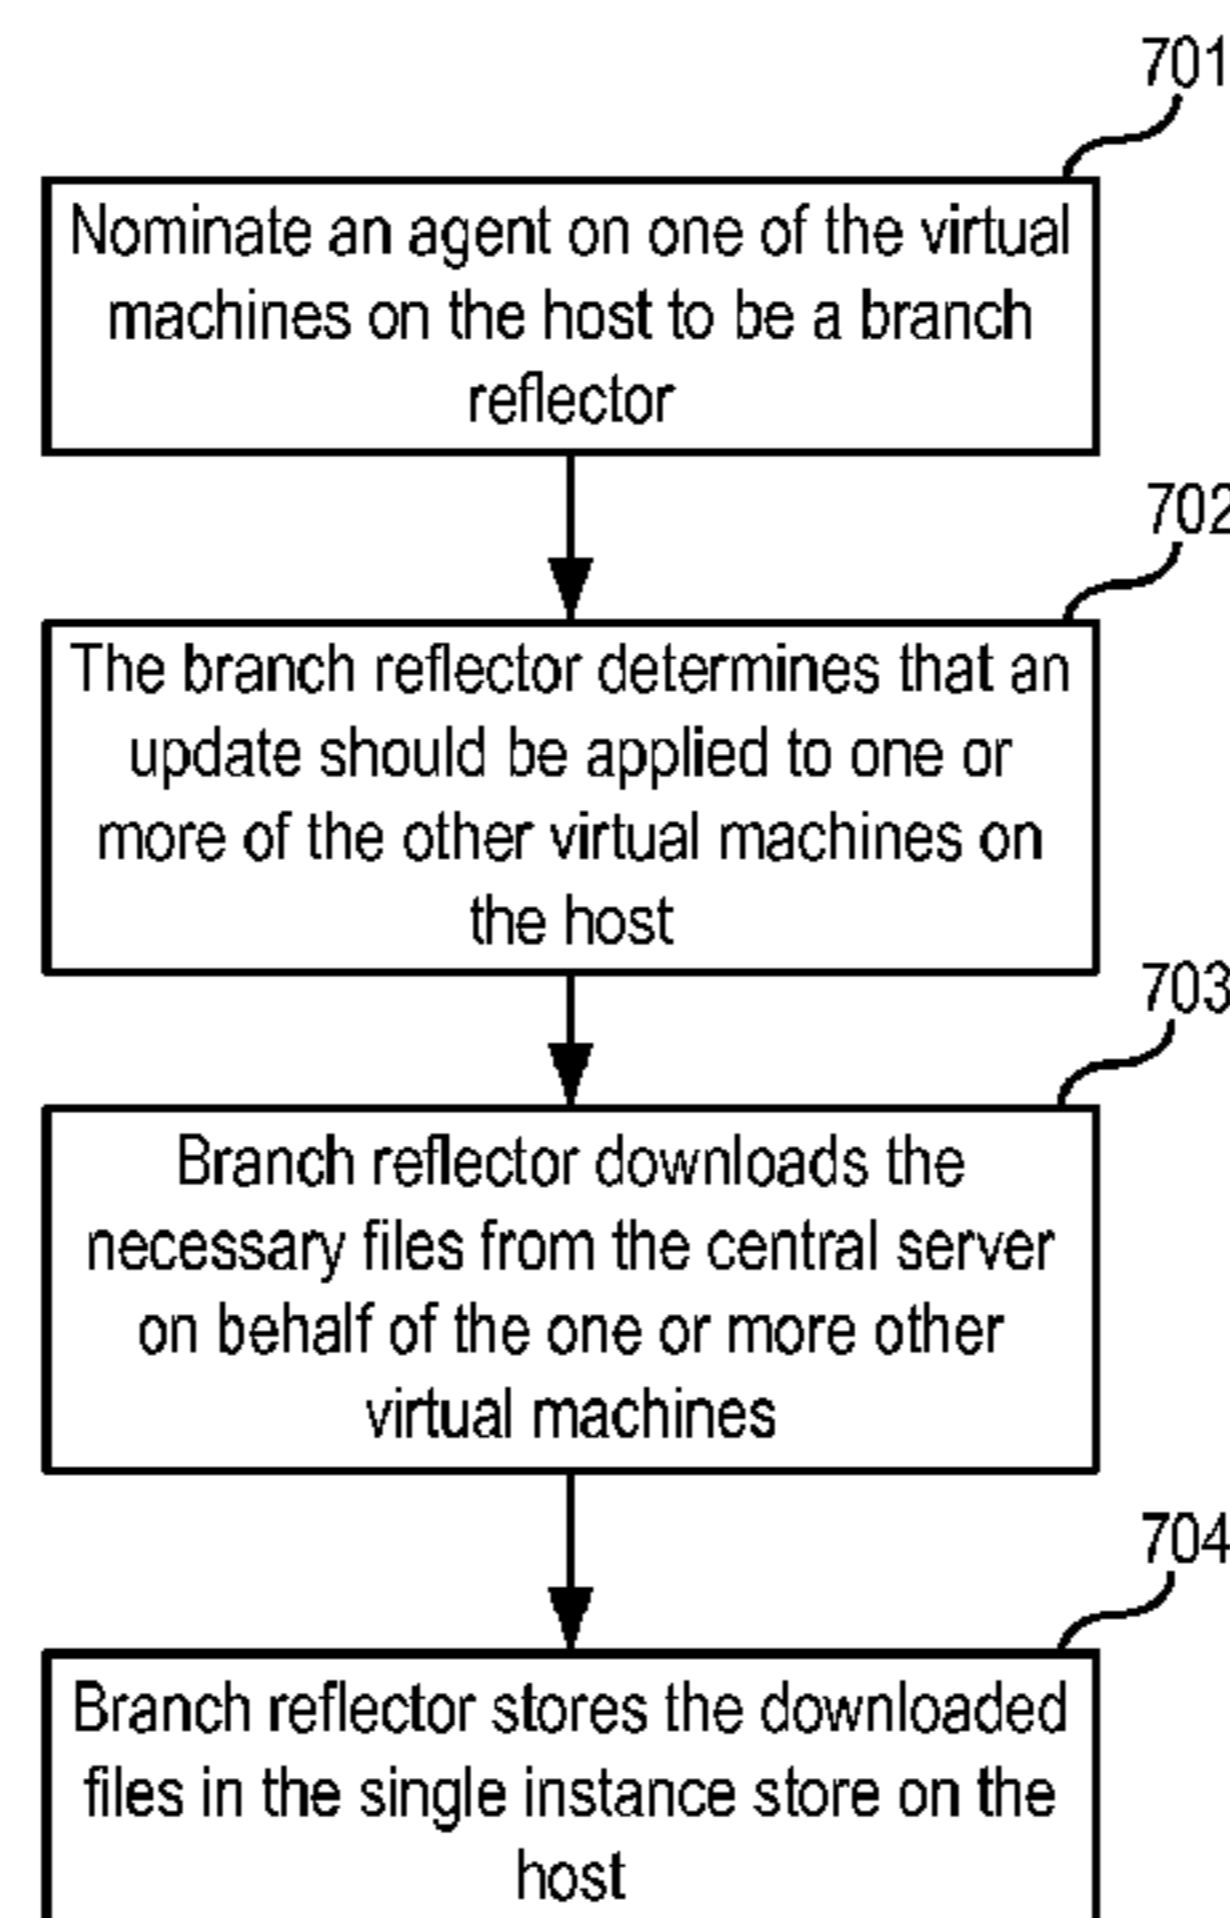 701
Nominate an agent on one of the virtual
machines on the host to be a branch
reflector
702
The branch reflector determines that an
update should be applied to one or
more of the other virtual machines on
the host
703
Branch reflector downloads the
necessary files from the central server
on behalf of the one or more other
virtual machines
704
Branch reflector stores the downloaded
files in the single instance store on the
host